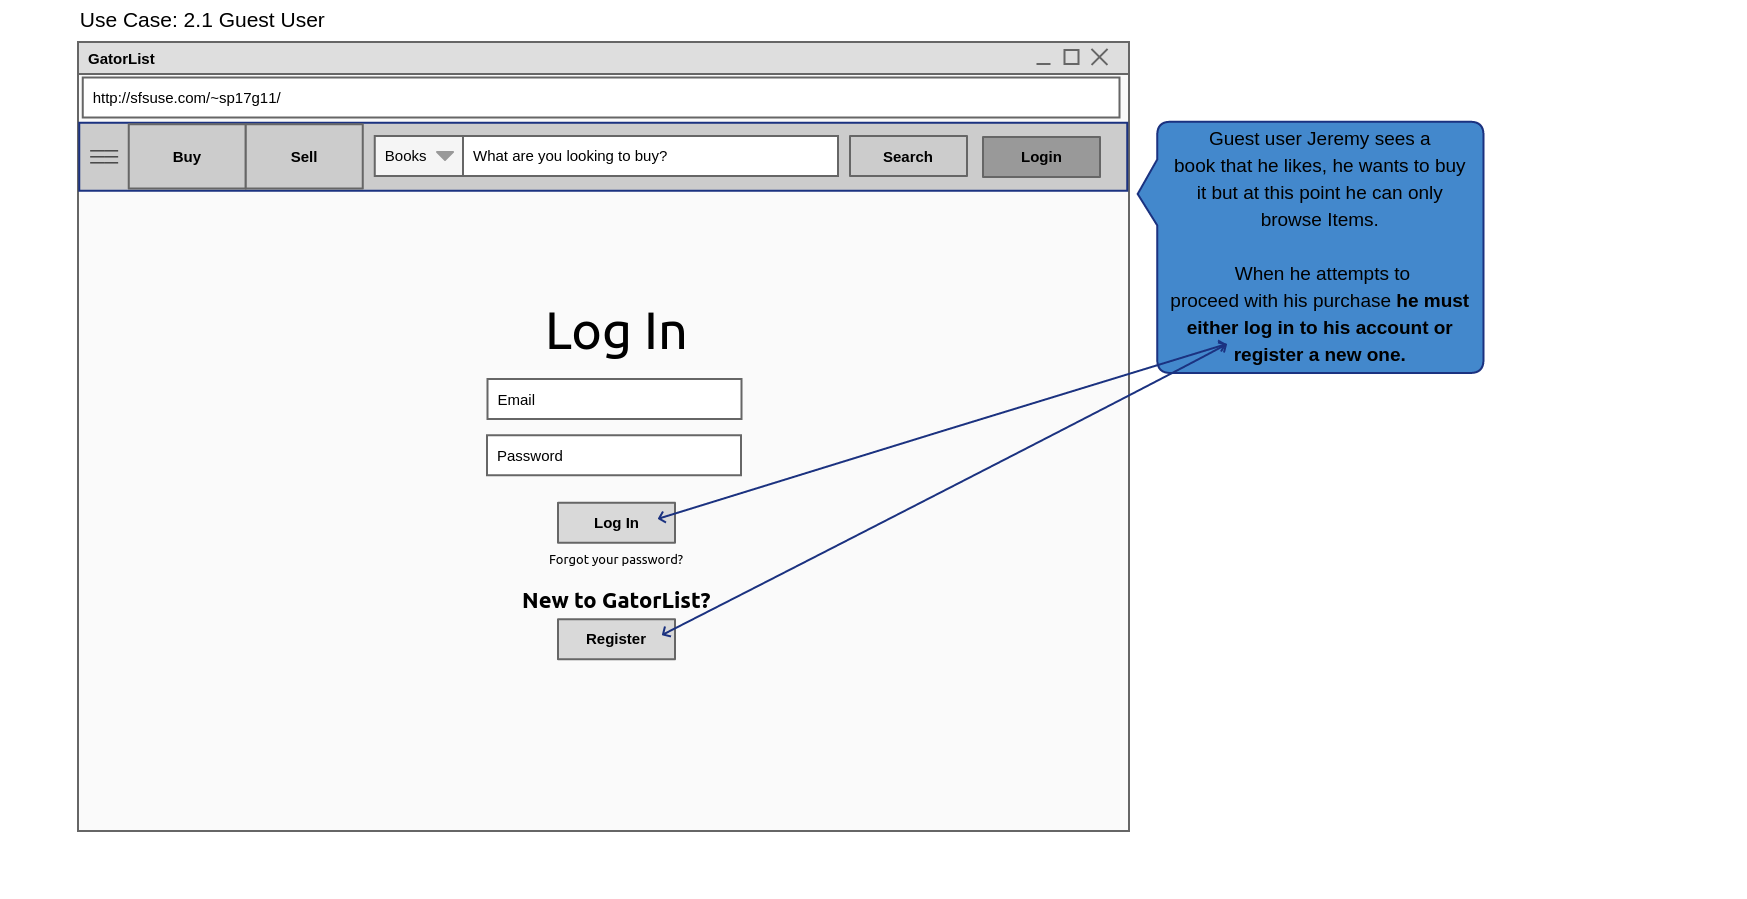 Use Case: 2.1 Guest User
GatorList
http://sfsuse.com/~sp17g11/
Buy
Sell
Books
What are you looking to buy?
Search
Login
Guest user Jeremy sees a
book that he likes, he wants to buy
it but at this point he can only
browse Items.
When he attempts to
proceed with his purchase he must
either log in to his account or
register a new one.
Log In
Email
Password
Log In
Forgot your password?
New to GatorList?
Register